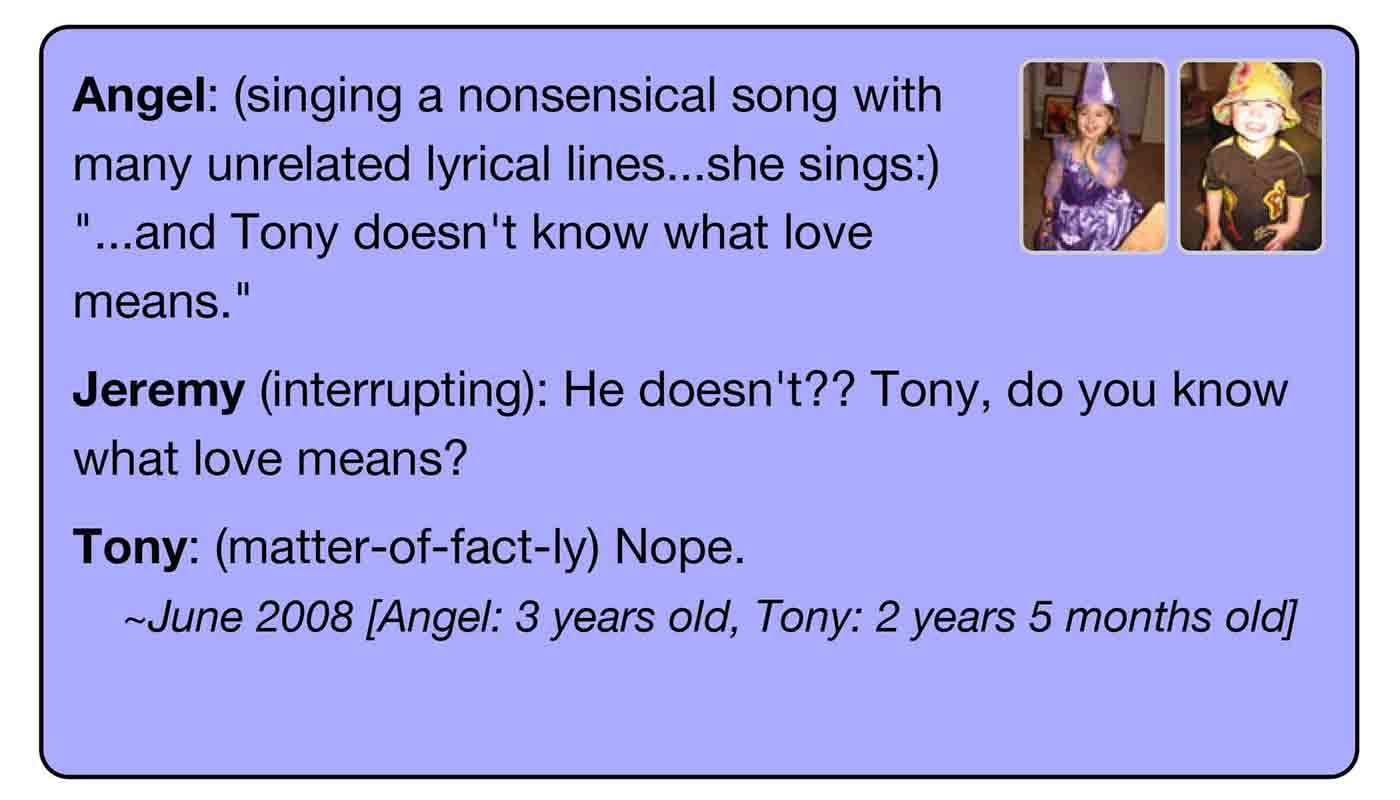 Angel: (singing a nonsensical song with
many unrelated lyrical lines...she sings:)
"...and Tony doesn't know what love
means."
Jeremy (interrupting): He doesn't?? Tony, do you know
what love means?
Tony: (matter-of-fact-ly) Nope.
~June 2008 [Angel: 3 years old, Tony: 2 years 5 months old]